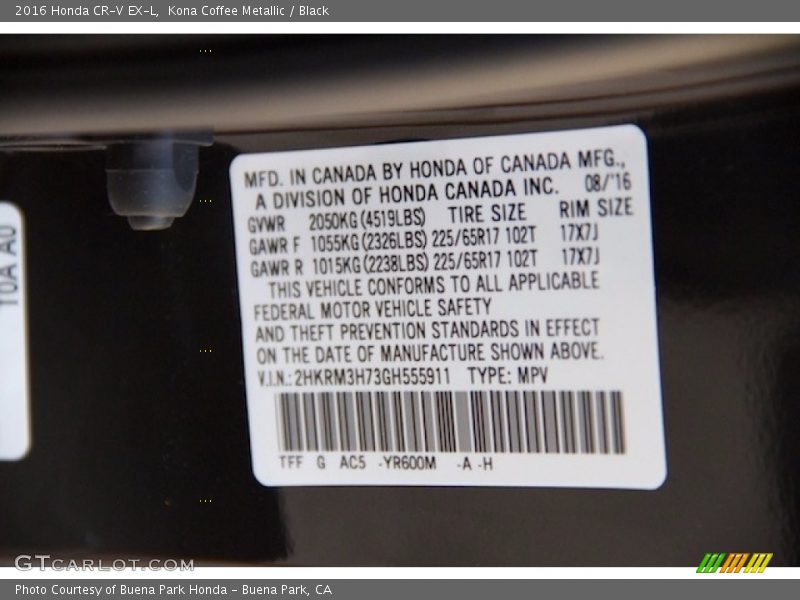 2016 Honda CR-V EX-L, Kona Coffee Metallic / Black
MFD. IN CANADA BY HONDA OF CANADA MFG.,
A DIVISION OF HONDA CANADA INC. 08/'16
GVWR 2050KG(4519LBS) TIRE SIZE RIM SIZE
GAWR F 1055KG(2326LBS) 225/65R17 102T 17X7J
GAWR R 1015KG(2238LBS) 225/65R17 102T 17X7J
THIS VEHICLE CONFORMS TO ALL APPLICABLE
FEDERAL MOTOR VEHICLE SAFETY
AND THEFT PREVENTION STANDARDS IN EFFECT
ON THE DATE OF MANUFACTURE SHOWN ABOVE.
V.I.N.: 2HKRM3H73GH555911 TYPE: MPV
TFF G AC5 -YR600M -A -H
10A A0
GTCARLOT.COM
Photo Courtesy of Buena Park Honda - Buena Park, CA